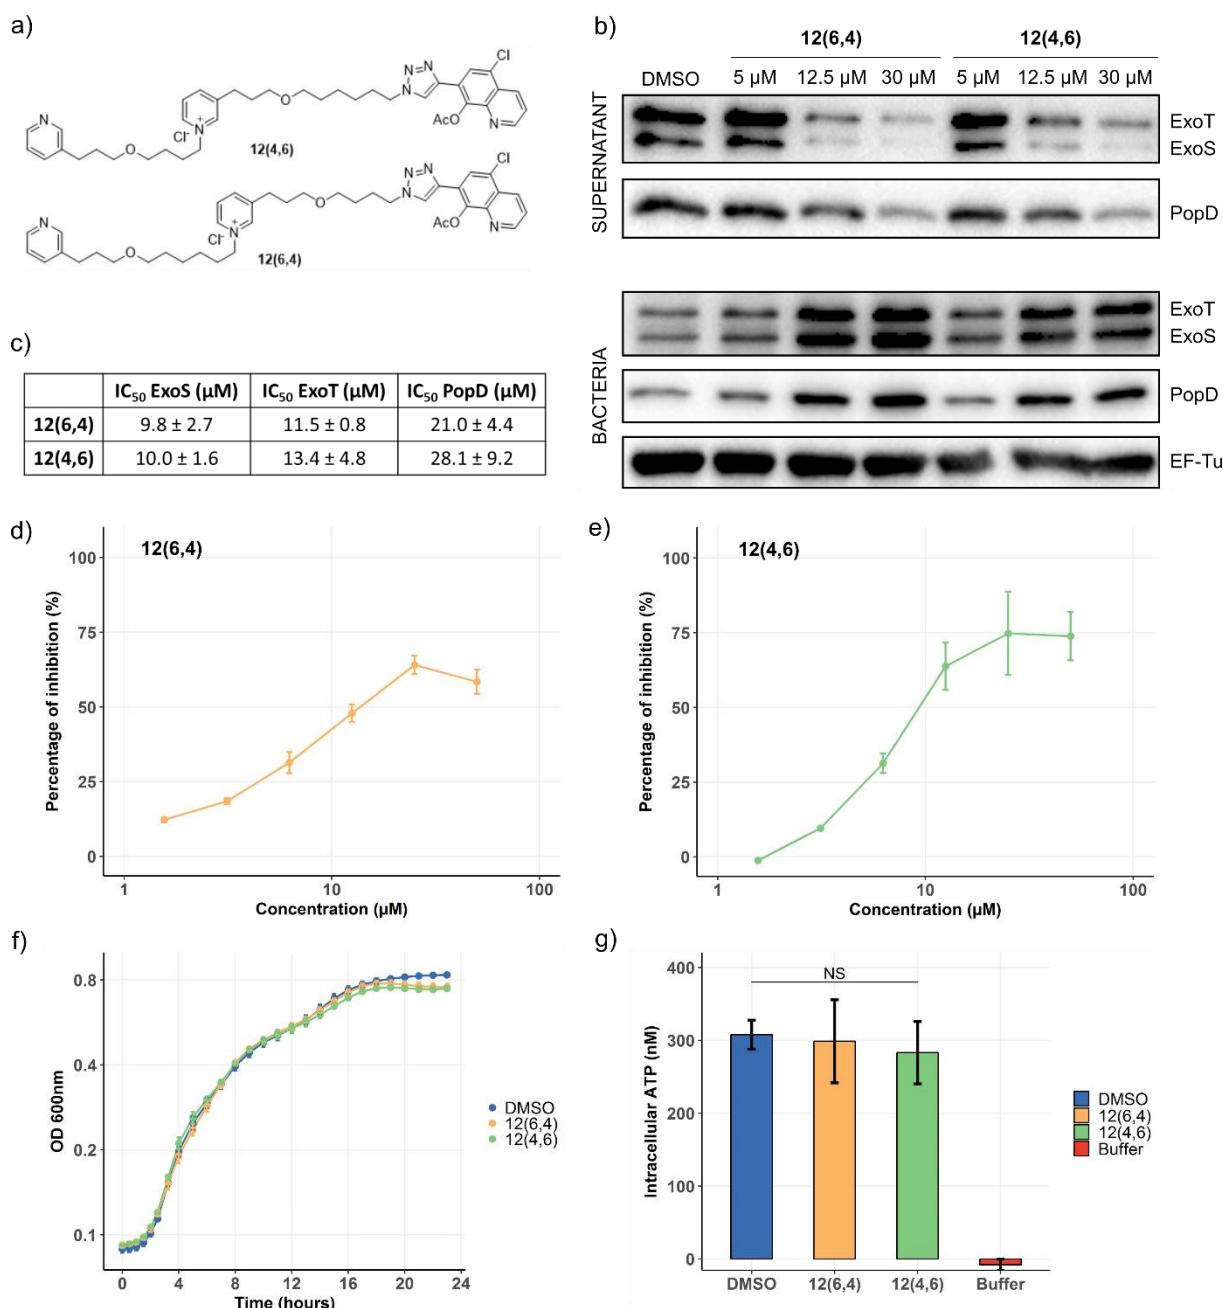 a)
Cl
N=N
N
O
N
AcO
N
N
Cl-
N+
O
12(4,6)
Cl
N=N
N
O
N
AcO
N
N
Cl-
N+
O
12(6,4)
b)
12(6,4) 12(4,6)
DMSO 5 µM 12.5 µM 30 µM 5 µM 12.5 µM 30 µM
SUPERNATANT
ExoT
ExoS
PopD
BACTERIA
ExoT
ExoS
PopD
EF-Tu
c)
IC50 ExoS (µM) IC50 ExoT (µM) IC50 PopD (µM)
12(6,4) 9.8 ± 2.7 11.5 ± 0.8 21.0 ± 4.4
12(4,6) 10.0 ± 1.6 13.4 ± 4.8 28.1 ± 9.2
d)
12(6,4)
Percentage of inhibition (%)
100
75
50
25
0
1 10 100
Concentration (µM)
e)
12(4,6)
Percentage of inhibition (%)
100
75
50
25
0
1 10 100
Concentration (µM)
f)
OD 600nm
0.8
0.4
0.2
0.1
0 4 8 12 16 20 24
Time (hours)
DMSO
12(6,4)
12(4,6)
g)
Intracellular ATP (nM)
400
300
200
100
0
NS
DMSO 12(6,4) 12(4,6) Buffer
DMSO
12(6,4)
12(4,6)
Buffer